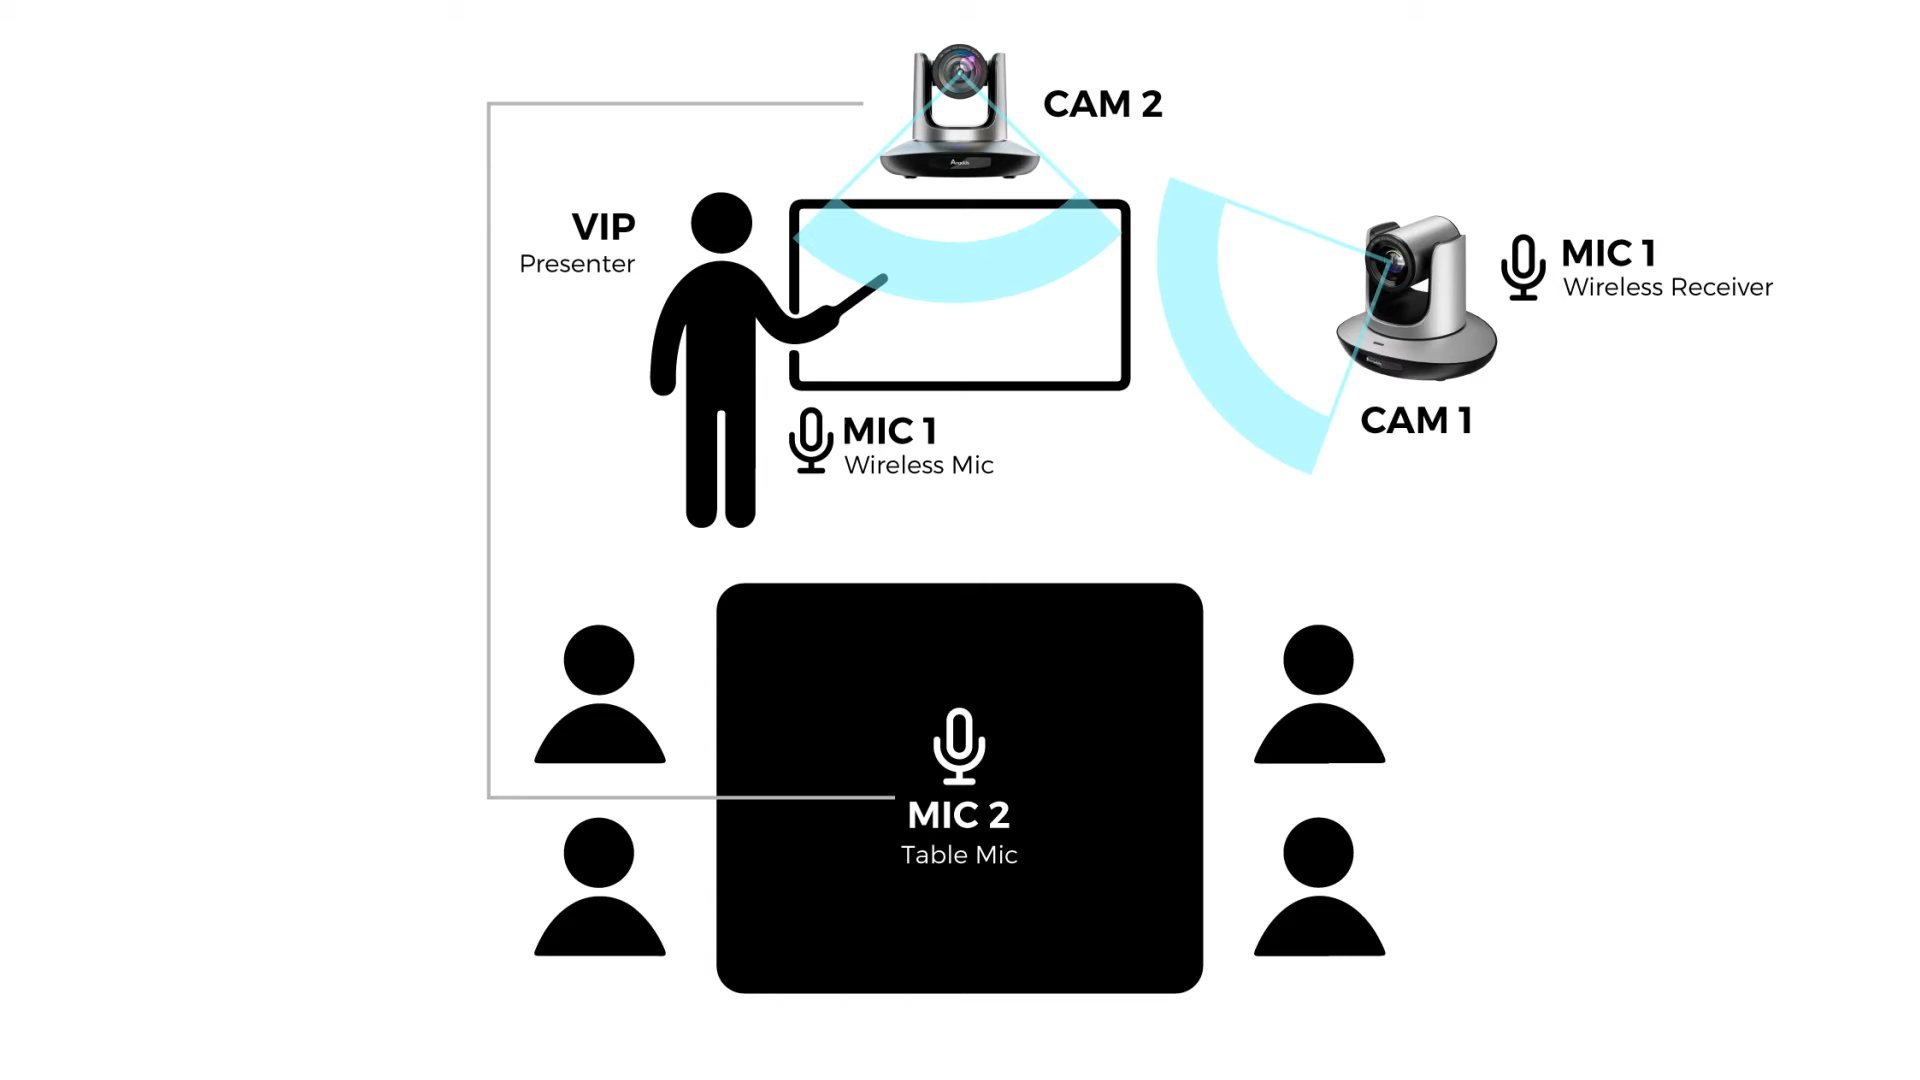 CAM 2
VIP
Presenter
MIC 1
Wireless Receiver
CAM 1
MIC 1
Wireless Mic
MIC 2
Table Mic